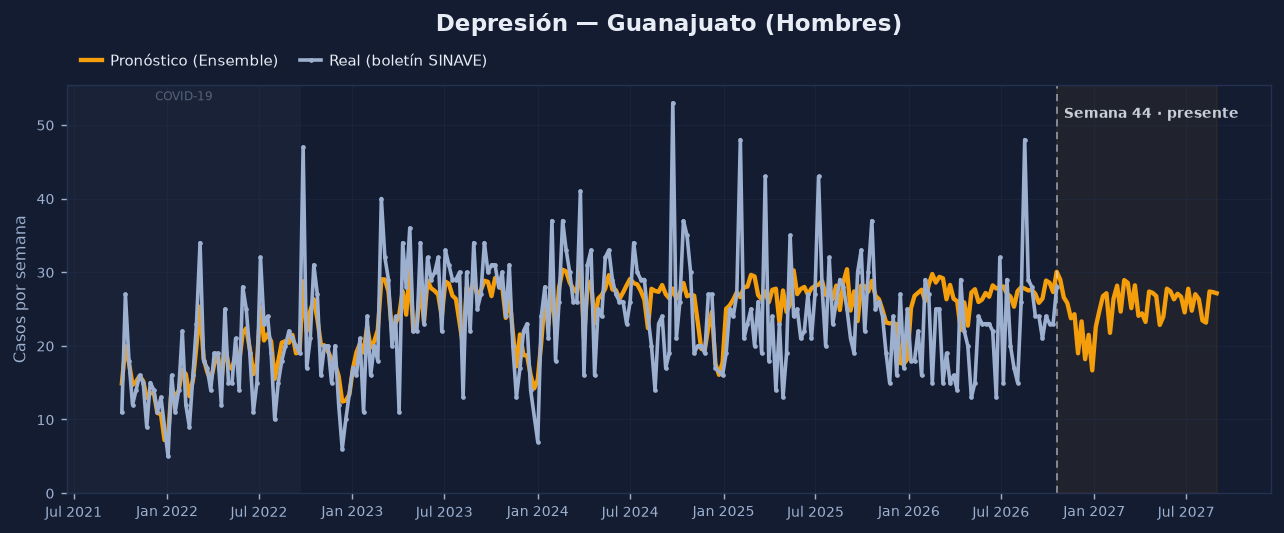 Depresión — Guanajuato (Hombres)
Pronóstico (Ensemble) Real (boletín SINAVE)
COVID-19
Semana 44 · presente
Casos por semana
50
40
30
20
10
0
Jul 2021 Jan 2022 Jul 2022 Jan 2023 Jul 2023 Jan 2024 Jul 2024 Jan 2025 Jul 2025 Jan 2026 Jul 2026 Jan 2027 Jul 2027